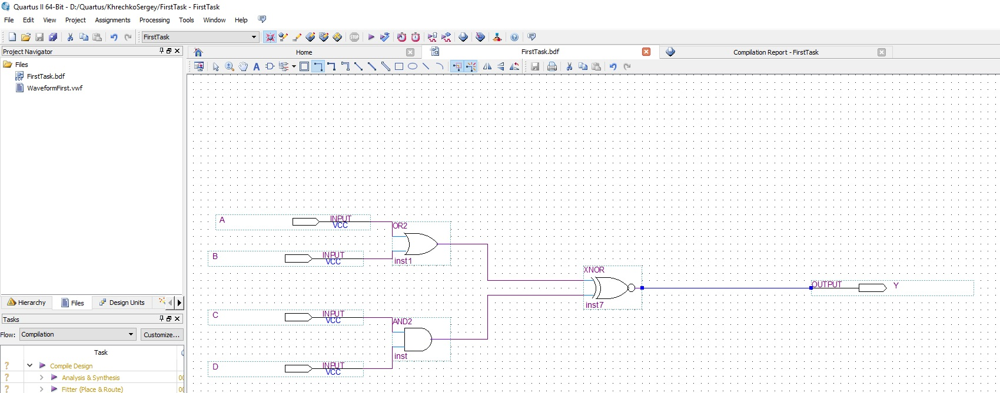 Quartus II 64-Bit - D:/Quartus/KhrechkoSergey/FirstTask - FirstTask
File Edit View Project Assignments Processing Tools Window Help
FirstTask
STOP
Project Navigator
Files
BDF FirstTask.bdf
WaveformFirst.vwf
Hierarchy Files Design Units
Tasks
Flow: Compilation Customize...
Task
? Compile Design
? Analysis & Synthesis 00
? Fitter (Place & Route) 00
Home FirstTask.bdf Compilation Report - FirstTask
A
A INPUT
VCC
OR2
B INPUT
VCC
inst1
XNOR
inst7
OUTPUT Y
C INPUT
VCC
AND2
inst
D INPUT
VCC